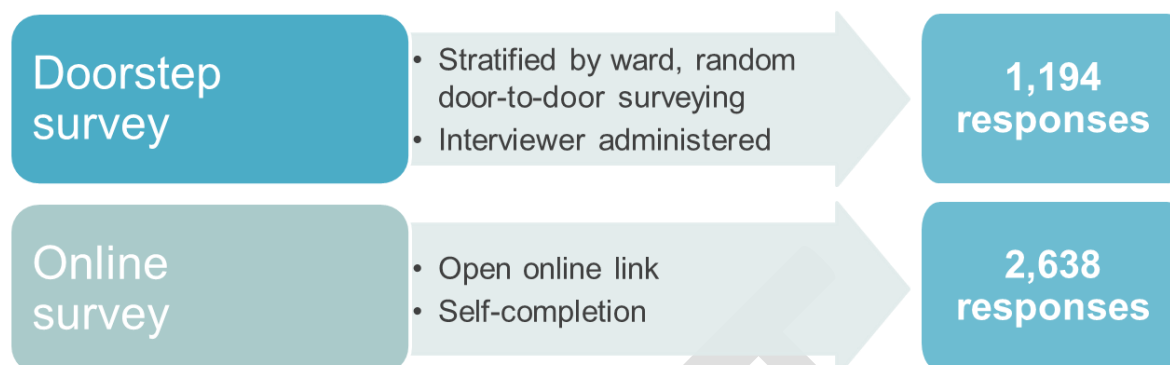 Doorstep
survey
• Stratified by ward, random
door-to-door surveying
• Interviewer administered
1,194
responses
Online
survey
• Open online link
• Self-completion
2,638
responses